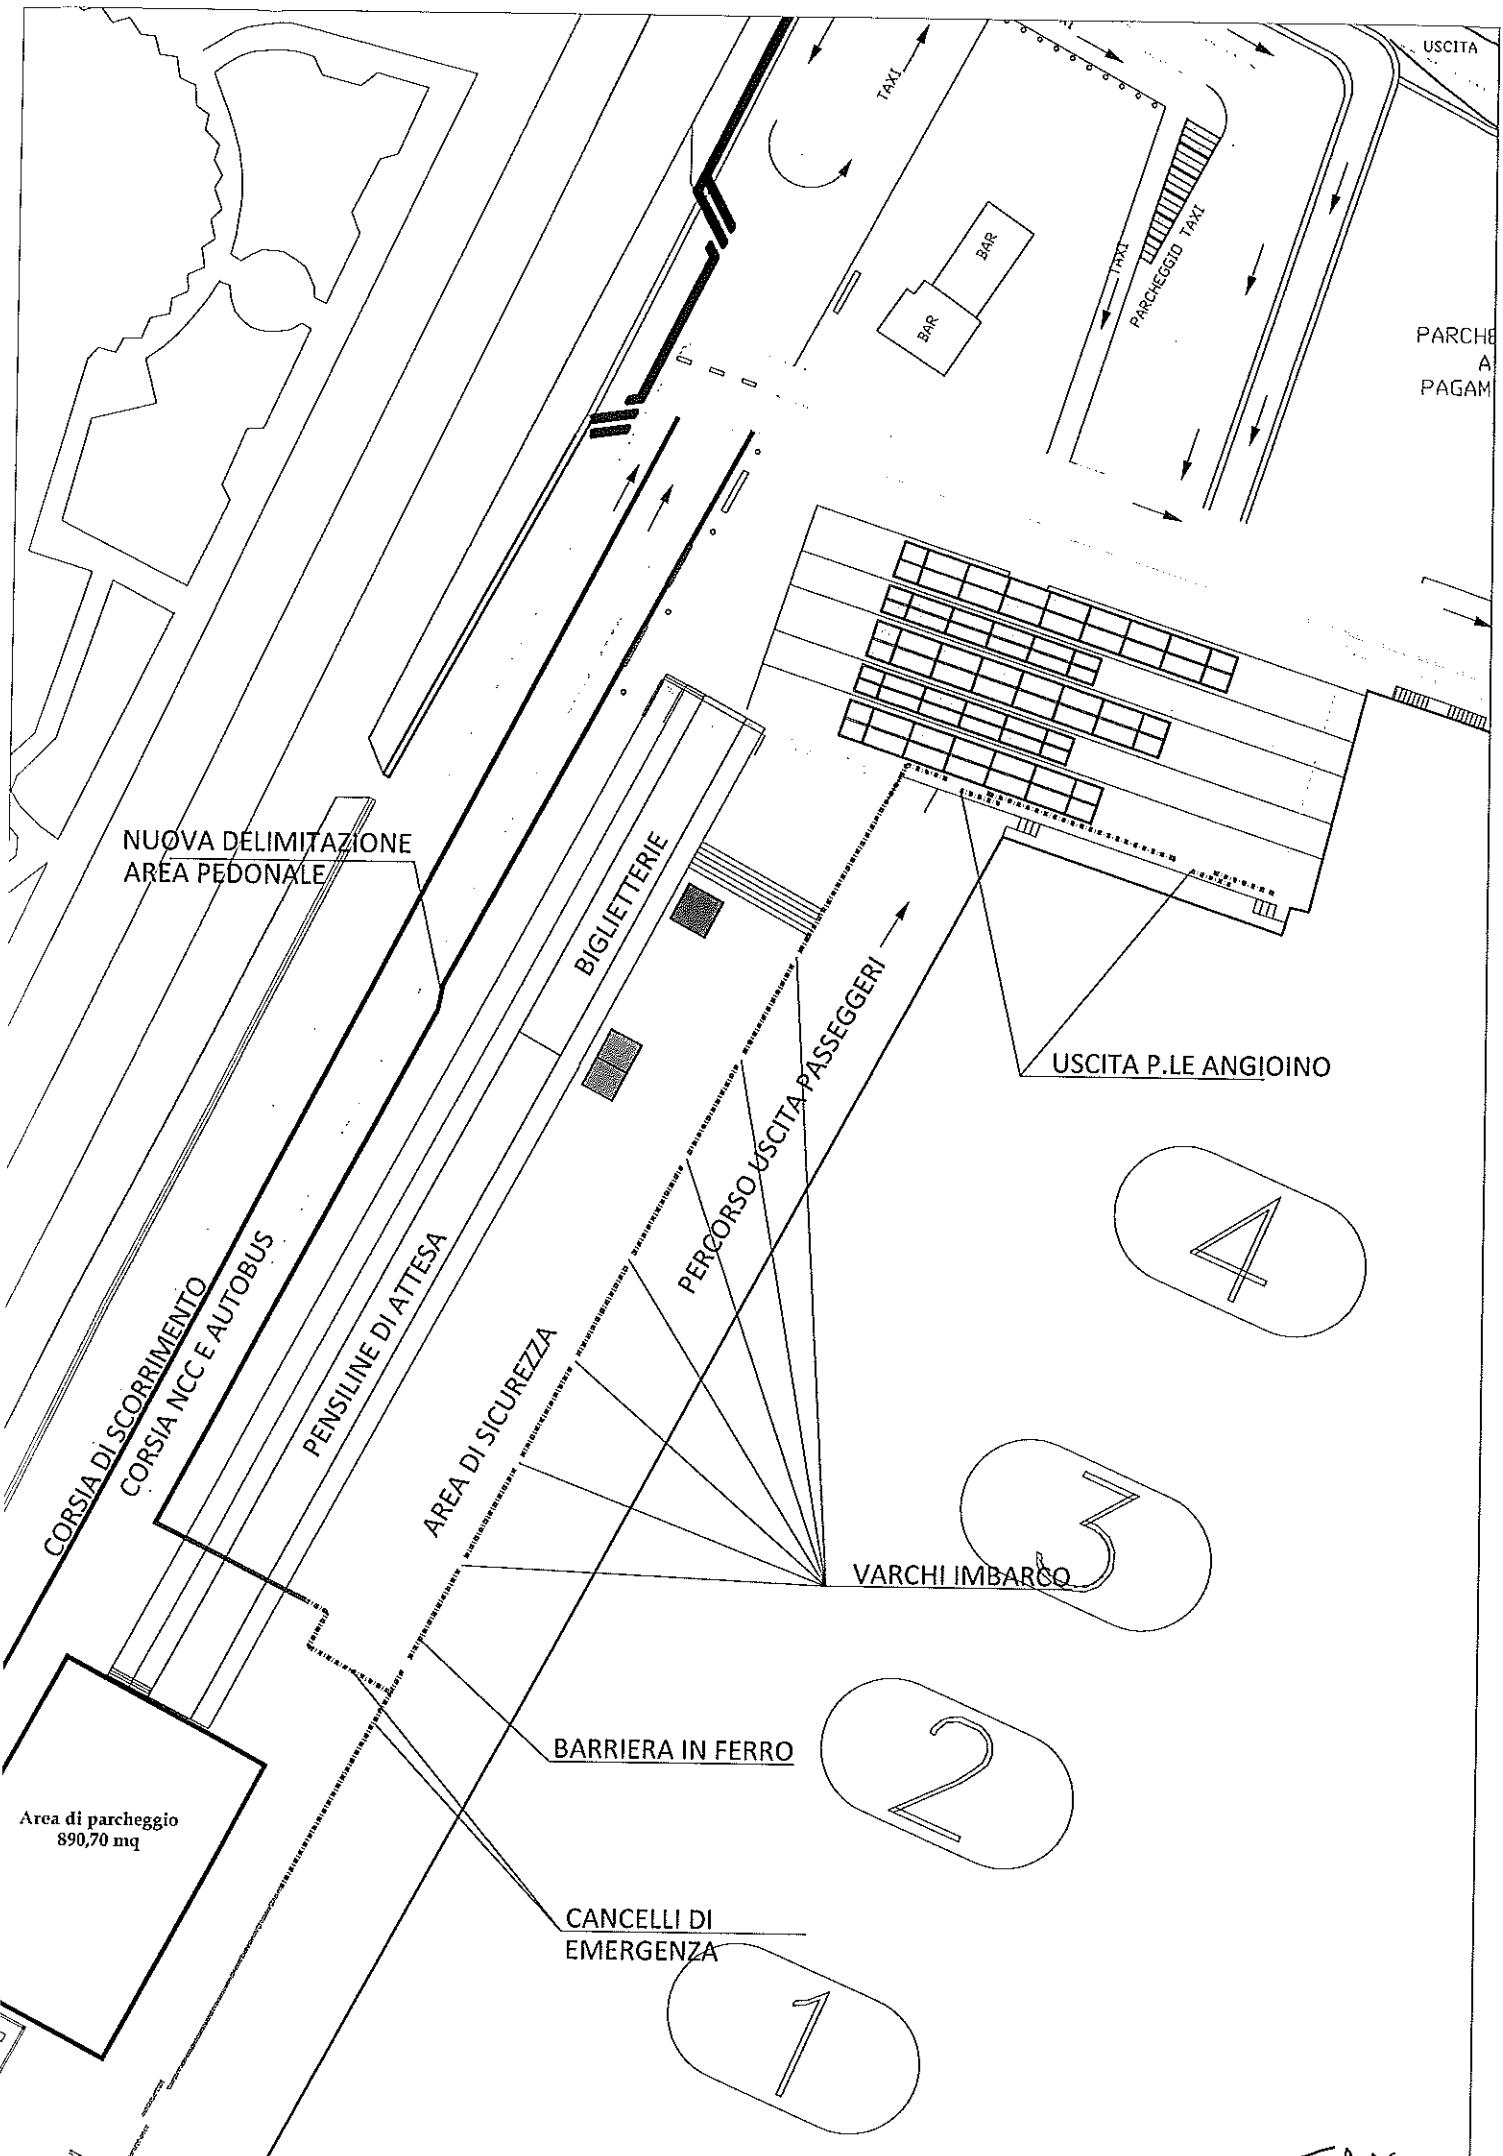 USCITA
TAXI
BAR
BAR
TAXI
PARCHEGGIO TAXI
PARCHE
A
PAGAM
NUOVA DELIMITAZIONE
AREA PEDONALE
BIGLIETTERIE
USCITA P.LE ANGIOINO
PERCORSO USCITA PASSEGGERI
4
CORSIA DI SCORRIMENTO
CORSIA NCC E AUTOBUS
PENSILINE DI ATTESA
AREA DI SICUREZZA
3
VARCHI IMBARCO
2
BARRIERA IN FERRO
Area di parcheggio
890,70 mq
CANCELLI DI
EMERGENZA
1